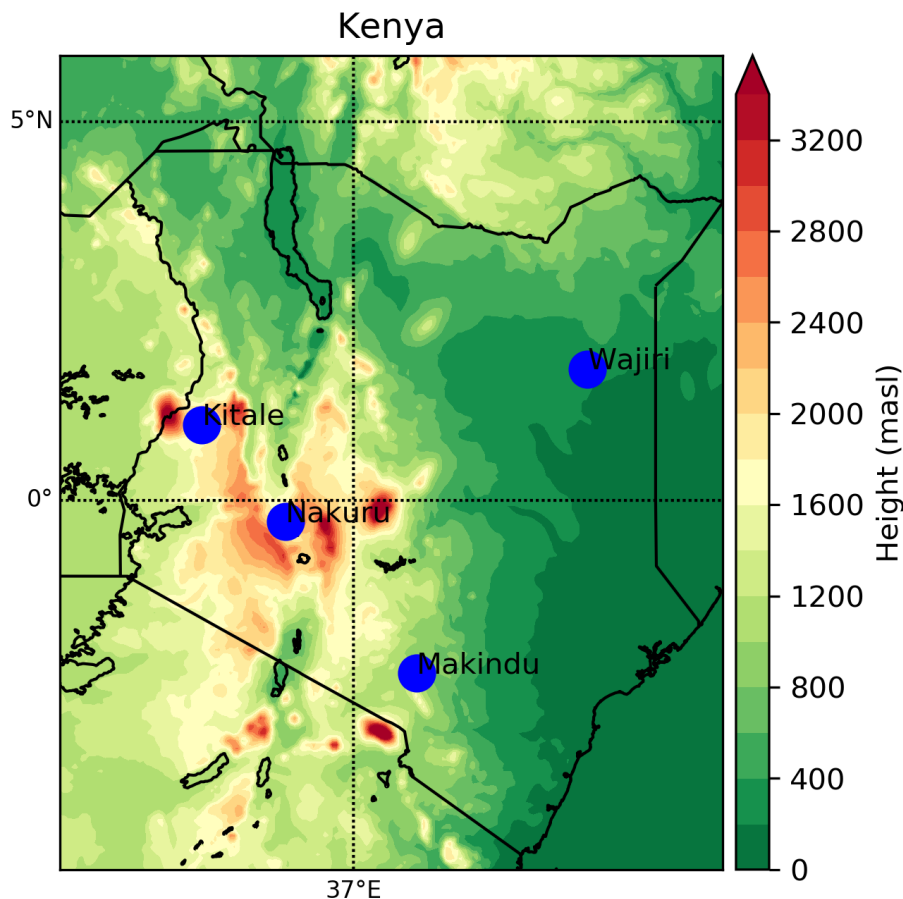 Kenya
5°N
0°
37°E
Wajiri
Kitale
Nakuru
Makindu
3200
2800
2400
2000
1600
1200
800
400
0
Height (masl)